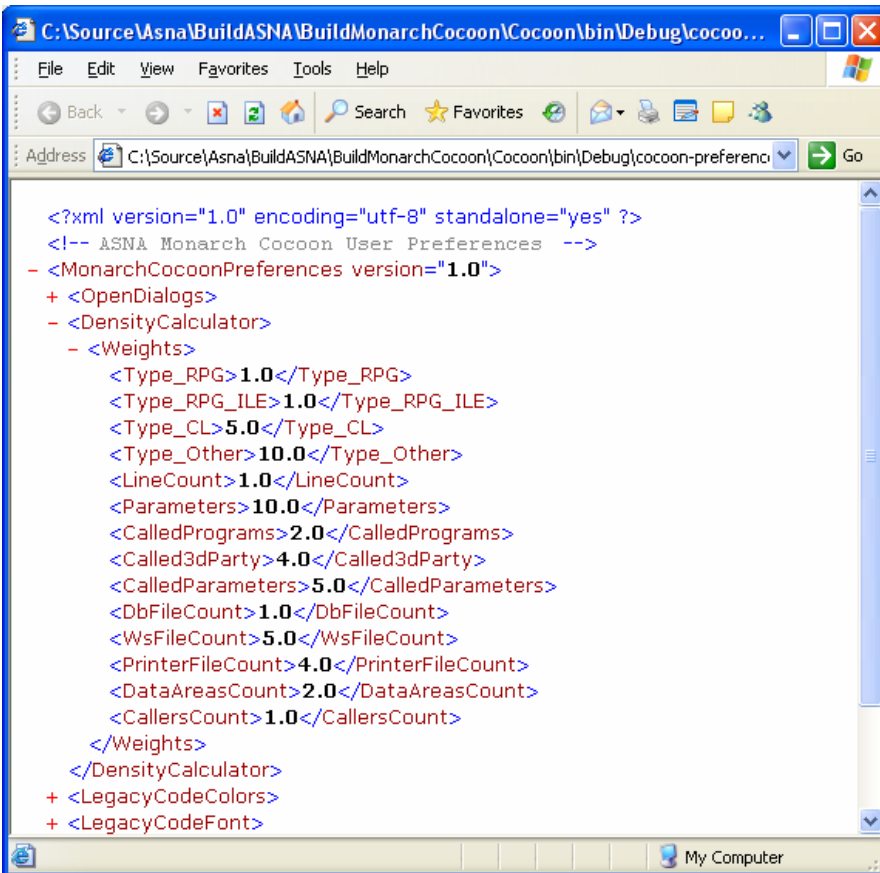 C:\Source\Asna\BuildASNA\BuildMonarchCocoon\Cocoon\bin\Debug\cocoo...
File Edit View Favorites Tools Help
Back Search Favorites
Address C:\Source\Asna\BuildASNA\BuildMonarchCocoon\Cocoon\bin\Debug\cocoon-preferenc Go
<?xml version="1.0" encoding="utf-8" standalone="yes" ?>
<!-- ASNA Monarch Cocoon User Preferences -->
- <MonarchCocoonPreferences version="1.0">
+ <OpenDialogs>
- <DensityCalculator>
- <Weights>
<Type_RPG>1.0</Type_RPG>
<Type_RPG_ILE>1.0</Type_RPG_ILE>
<Type_CL>5.0</Type_CL>
<Type_Other>10.0</Type_Other>
<LineCount>1.0</LineCount>
<Parameters>10.0</Parameters>
<CalledPrograms>2.0</CalledPrograms>
<Called3dParty>4.0</Called3dParty>
<CalledParameters>5.0</CalledParameters>
<DbFileCount>1.0</DbFileCount>
<WsFileCount>5.0</WsFileCount>
<PrinterFileCount>4.0</PrinterFileCount>
<DataAreasCount>2.0</DataAreasCount>
<CallersCount>1.0</CallersCount>
</Weights>
</DensityCalculator>
+ <LegacyCodeColors>
+ <LegacyCodeFont>
My Computer